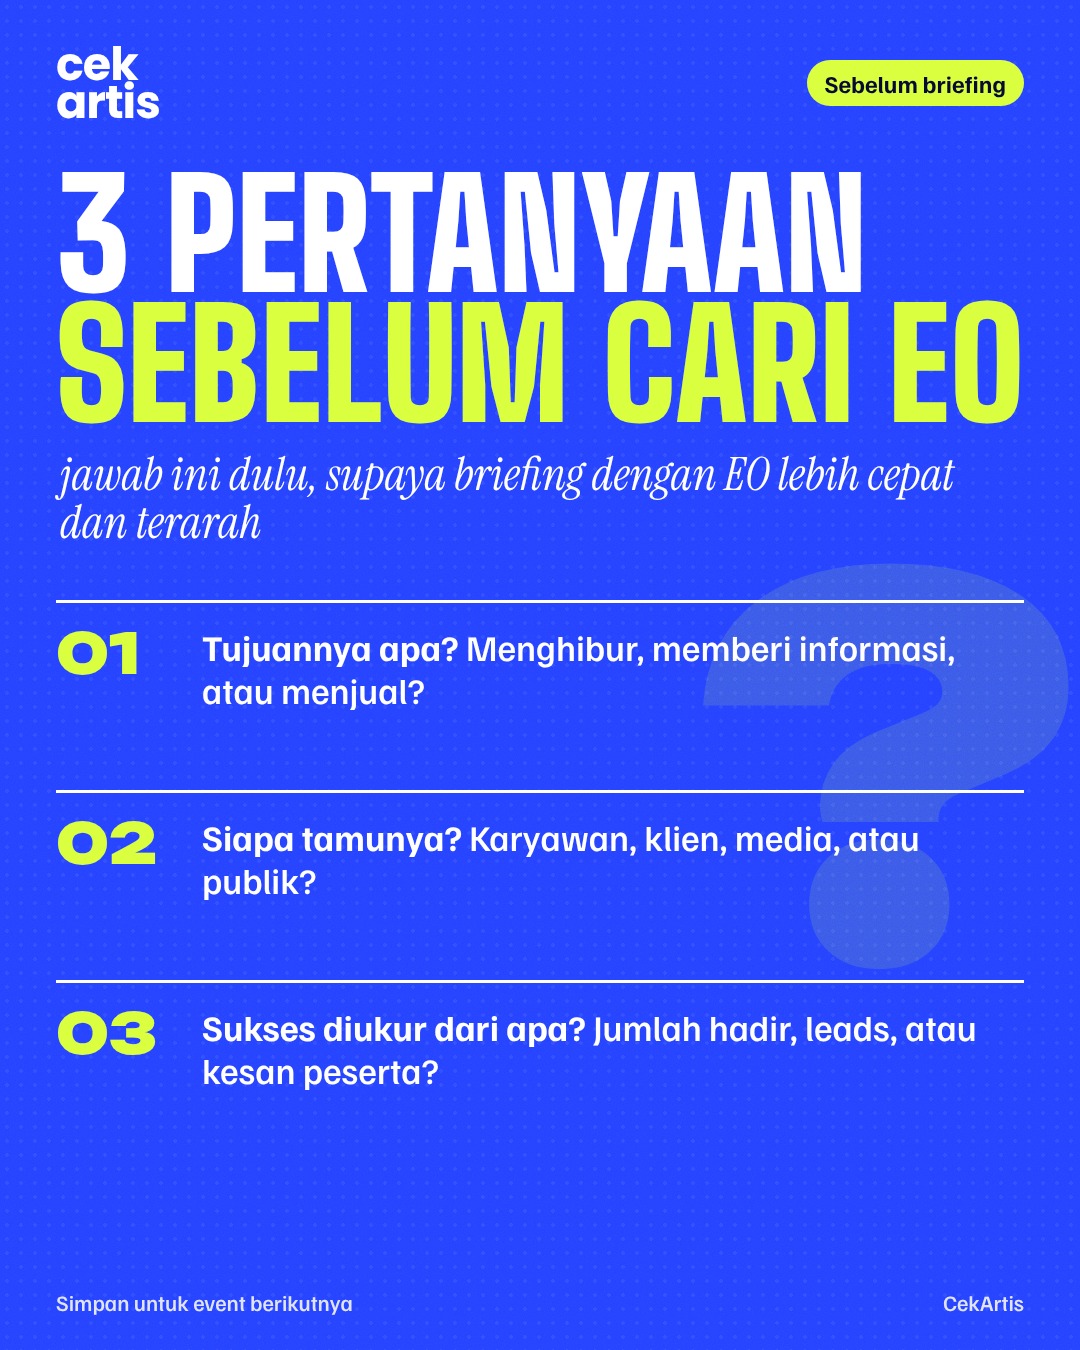 cek
artis
Sebelum briefing
3 PERTANYAAN
SEBELUM CARI EO
jawab ini dulu, supaya briefing dengan EO lebih cepat
dan terarah
?
01
Tujuannya apa? Menghibur, memberi informasi,
atau menjual?
02
Siapa tamunya? Karyawan, klien, media, atau
publik?
03
Sukses diukur dari apa? Jumlah hadir, leads, atau
kesan peserta?
Simpan untuk event berikutnya
CekArtis